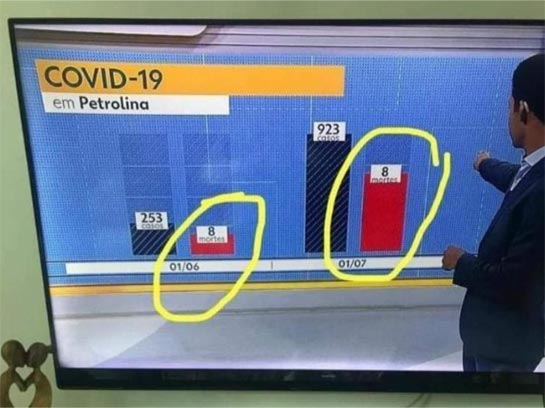 COVID-19
em Petrolina
923
casos
8
mortes
253
casos
8
mortes
01/06
01/07